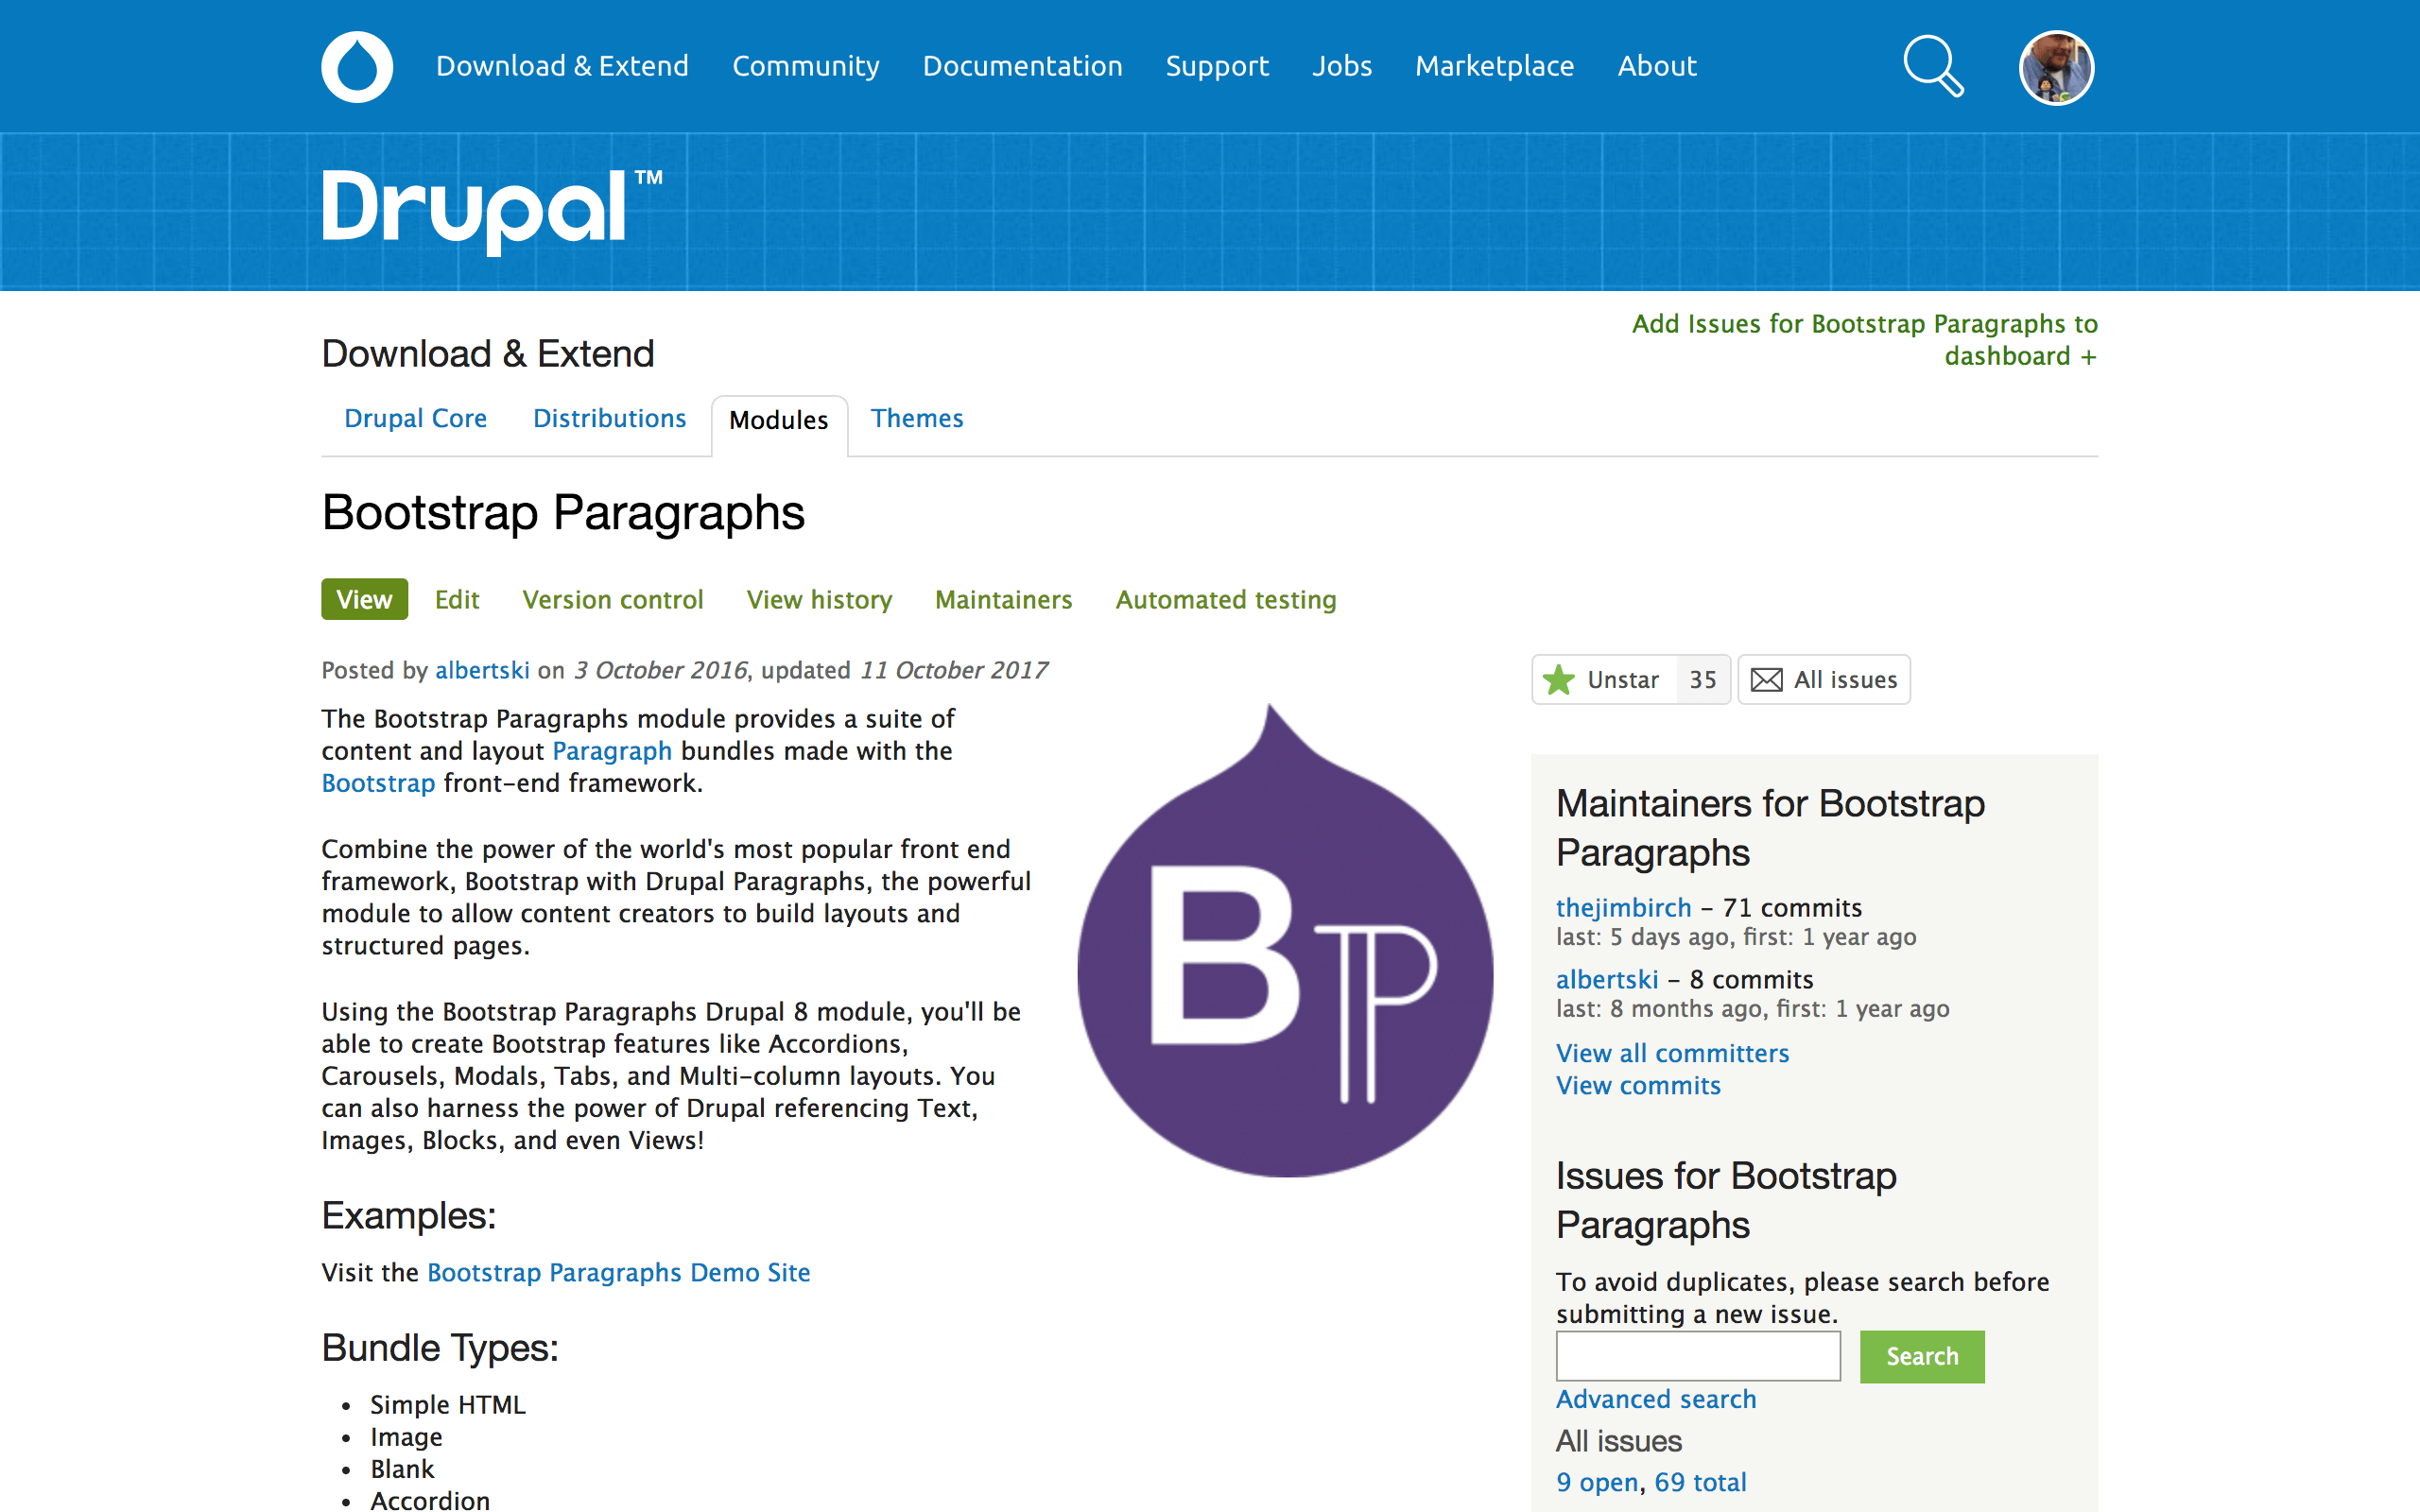 Download & Extend Community Documentation Support Jobs Marketplace About
Drupal™
Add Issues for Bootstrap Paragraphs to
dashboard +
Download & Extend
Drupal Core Distributions Modules Themes
Bootstrap Paragraphs
View Edit Version control View history Maintainers Automated testing
Posted by albertski on 3 October 2016, updated 11 October 2017
The Bootstrap Paragraphs module provides a suite of
content and layout Paragraph bundles made with the
Bootstrap front-end framework.
Combine the power of the world's most popular front end
framework, Bootstrap with Drupal Paragraphs, the powerful
module to allow content creators to build layouts and
structured pages.
Using the Bootstrap Paragraphs Drupal 8 module, you'll be
able to create Bootstrap features like Accordions,
Carousels, Modals, Tabs, and Multi-column layouts. You
can also harness the power of Drupal referencing Text,
Images, Blocks, and even Views!
Examples:
Visit the Bootstrap Paragraphs Demo Site
Bundle Types:
• Simple HTML
• Image
• Blank
• Accordion
BP
Unstar 35 All issues
Maintainers for Bootstrap
Paragraphs
thejimbirch – 71 commits
last: 5 days ago, first: 1 year ago
albertski – 8 commits
last: 8 months ago, first: 1 year ago
View all committers
View commits
Issues for Bootstrap
Paragraphs
To avoid duplicates, please search before
submitting a new issue.
Search
Advanced search
All issues
9 open, 69 total